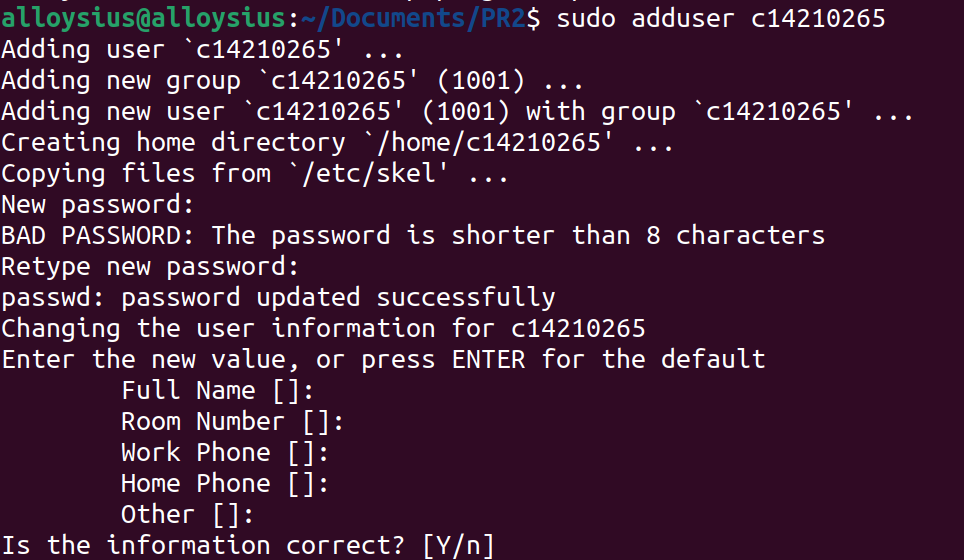 alloysius@alloysius:~/Documents/PR2$ sudo adduser c14210265
Adding user `c14210265' ...
Adding new group `c14210265' (1001) ...
Adding new user `c14210265' (1001) with group `c14210265' ...
Creating home directory `/home/c14210265' ...
Copying files from `/etc/skel' ...
New password:
BAD PASSWORD: The password is shorter than 8 characters
Retype new password:
passwd: password updated successfully
Changing the user information for c14210265
Enter the new value, or press ENTER for the default
        Full Name []:
        Room Number []:
        Work Phone []:
        Home Phone []:
        Other []:
Is the information correct? [Y/n]